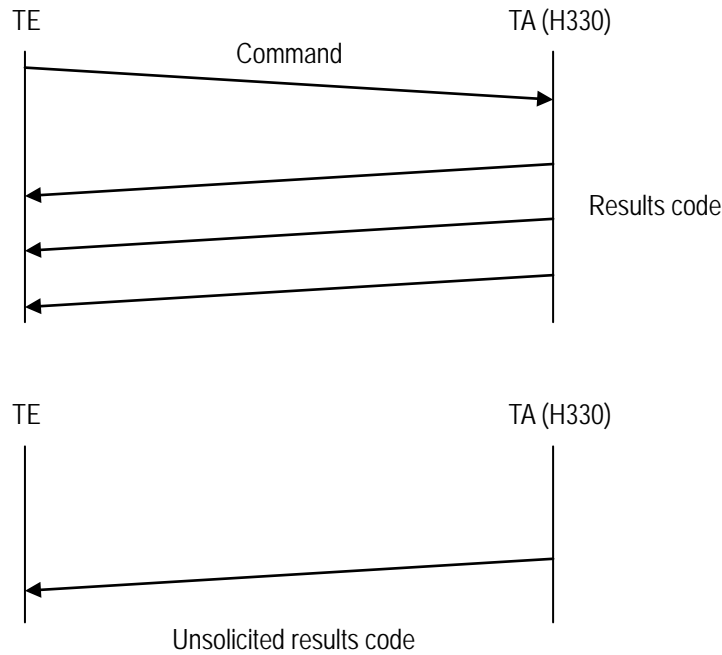 TE
TA (H330)
Command
Results code
TE
TA (H330)
Unsolicited results code